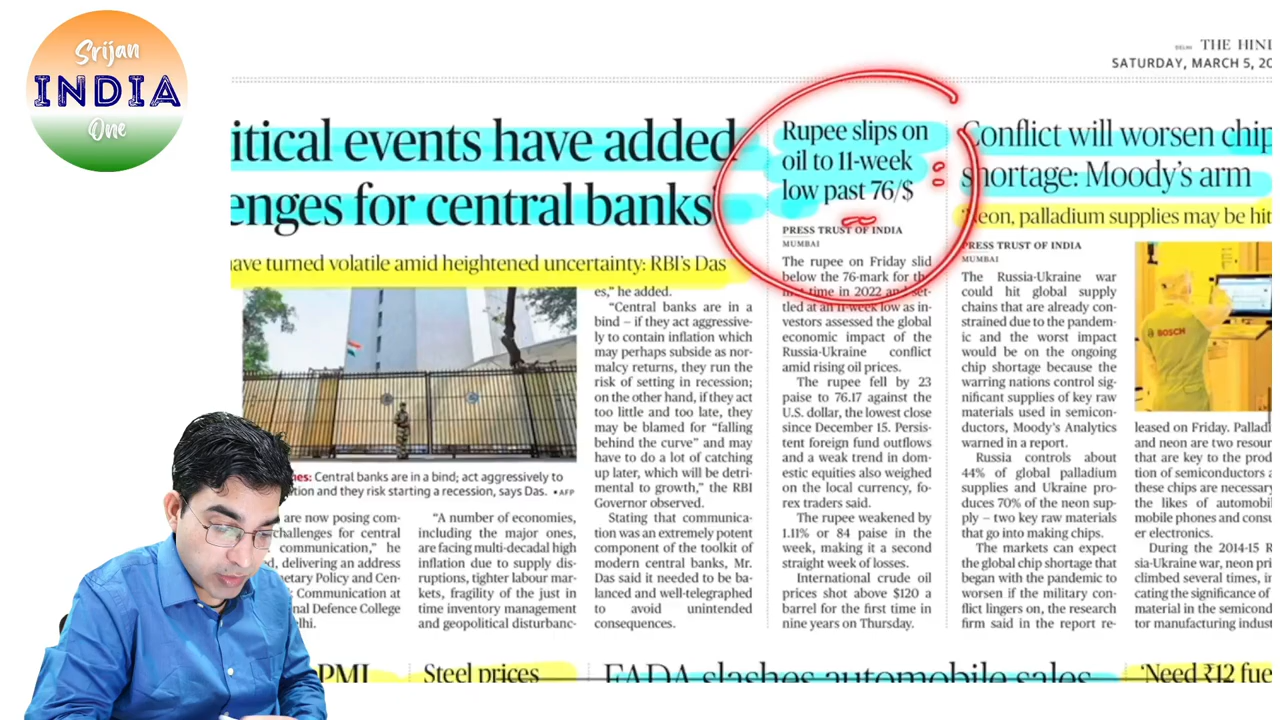 Srijan
INDIA
One
DELHI THE HIND
SATURDAY, MARCH 5, 20
itical events have added
enges for central banks'
have turned volatile amid heightened uncertainty: RBI's Das
Central banks are in a bind; act aggressively to
tion and they risk starting a recession, says Das. • AFP
are now posing com-
challenges for central
communication," he
delivering an address
netary Policy and Cen-
Communication at
nal Defence College
elhi.
"A number of economies,
including the major ones,
are facing multi-decadal high
inflation due to supply dis-
ruptions, tighter labour mar-
kets, fragility of the just in
time inventory management
and geopolitical disturbanc-
es," he added.
"Central banks are in a
bind – if they act aggressive-
ly to contain inflation which
may perhaps subside as nor-
malcy returns, they run the
risk of setting in recession;
on the other hand, if they act
too little and too late, they
may be blamed for "falling
behind the curve" and may
have to do a lot of catching
up later, which will be detri-
mental to growth," the RBI
Governor observed.
Stating that communica-
tion was an extremely potent
component of the toolkit of
modern central banks, Mr.
Das said it needed to be ba-
lanced and well-telegraphed
to avoid unintended
consequences.
Rupee slips on
oil to 11-week
low past 76/$
PRESS TRUST OF INDIA
MUMBAI
The rupee on Friday slid
below the 76-mark for the
first time in 2022 and set-
tled at an 11-week low as in-
vestors assessed the global
economic impact of the
Russia-Ukraine conflict
amid rising oil prices.
The rupee fell by 23
paise to 76.17 against the
U.S. dollar, the lowest close
since December 15. Persis-
tent foreign fund outflows
and a weak trend in dom-
estic equities also weighed
on the local currency, fo-
rex traders said.
The rupee weakened by
1.11% or 84 paise in the
week, making it a second
straight week of losses.
International crude oil
prices shot above $120 a
barrel for the first time in
nine years on Thursday.
Conflict will worsen chip
shortage: Moody's arm
'Neon, palladium supplies may be hit
PRESS TRUST OF INDIA
MUMBAI
The Russia-Ukraine war
could hit global supply
chains that are already con-
strained due to the pandem-
ic and the worst impact
would be on the ongoing
chip shortage because the
warring nations control sig-
nificant supplies of key raw
materials used in semicon-
ductors, Moody's Analytics
warned in a report.
Russia controls about
44% of global palladium
supplies and Ukraine pro-
duces 70% of the neon sup-
ply – two key raw materials
that go into making chips.
The markets can expect
the global chip shortage that
began with the pandemic to
worsen if the military con-
flict lingers on, the research
firm said in the report re-
BOSCH
leased on Friday. Palladi
and neon are two resour
that are key to the prod
tion of semiconductors a
these chips are necessary
the likes of automobil
mobile phones and consu
er electronics.
During the 2014-15 R
sia-Ukraine war, neon pri
climbed several times, in
cating the significance of
material in the semicond
tor manufacturing indust
PMI
Steel prices
FADA slashes automobile sales
'Need ₹12 fue